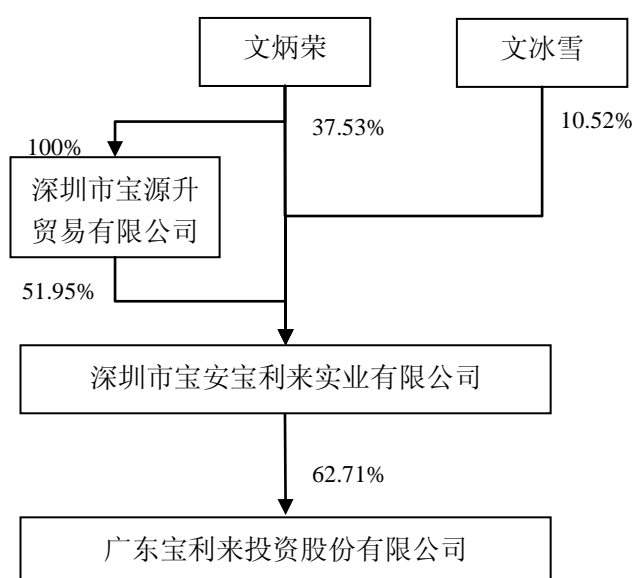 文炳荣
文冰雪
37.53%
10.52%
100%
深圳市宝源升
贸易有限公司
51.95%
深圳市宝安宝利来实业有限公司
62.71%
广东宝利来投资股份有限公司